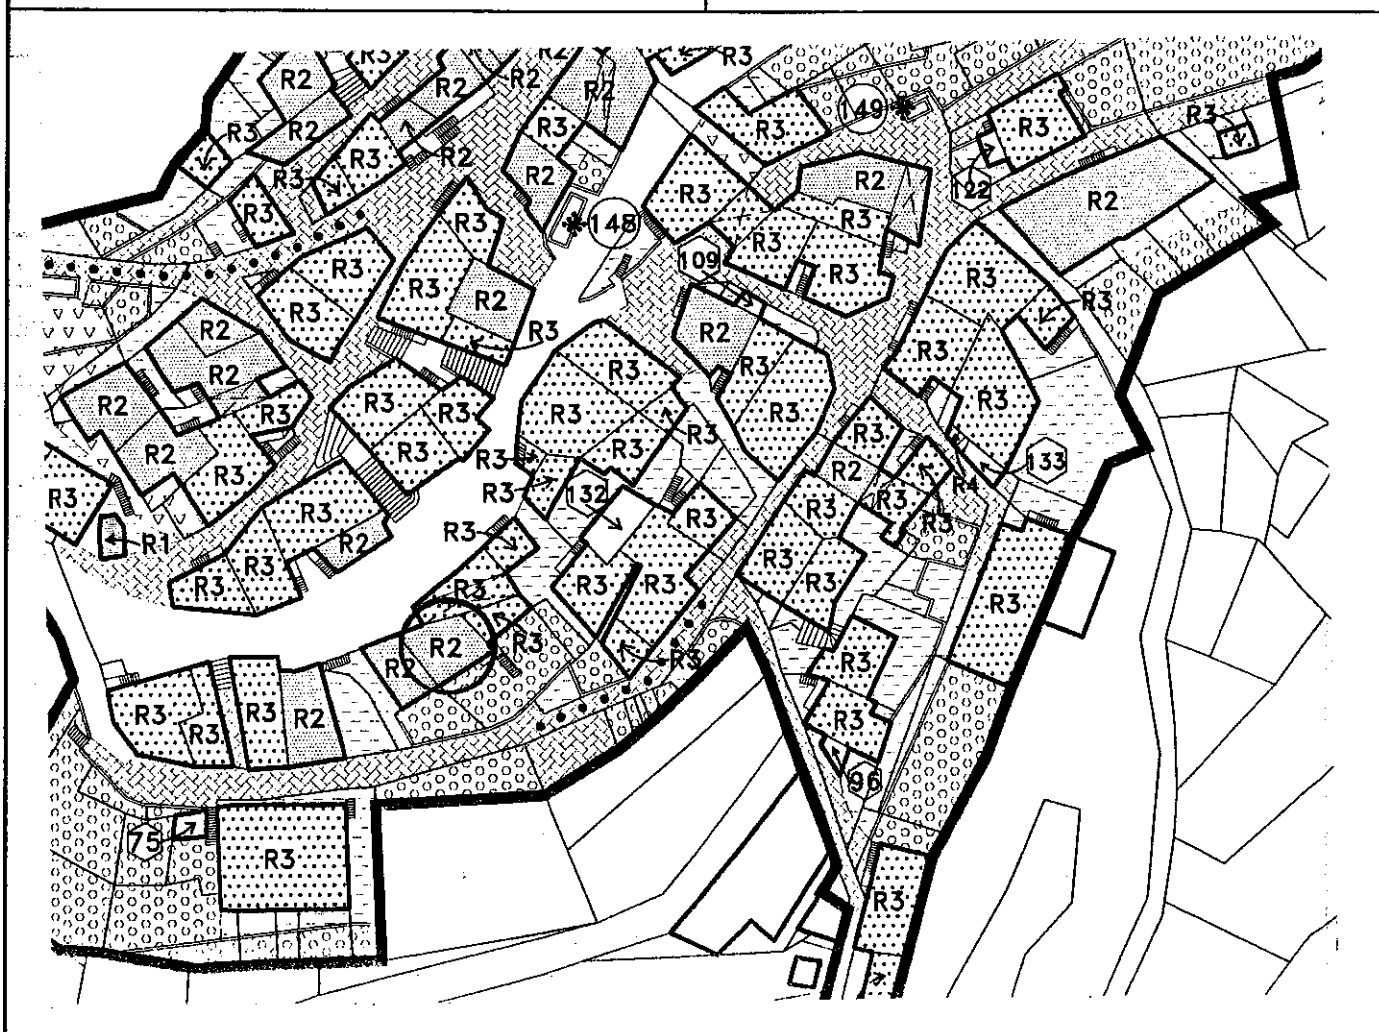 R3 R2 R2 R3
R2 R2 R2
149 R3
R3 R3 R3 R3
R2 R3 R2
R3 R2 R3 R2 122
R3 R3 R2
R3 148 R3
R3 109
R3 R3 R3 R3
R3 R2 R3
R3 R2 R2 R3
R2 R3 R3 R3
R2 R3 R3 R3 R3 R3
R3 R3 R3 R3
R2 R3 R3 R3 R2 133
R3 R3 R3 132 R3 R4
R3 R3 R3 R3
R1 R2 R3
R3 R3 R3 R3 R3 R3 R3 R3
R2 R3
R2 R3 R3
R3 R3 R3 R2 R3
96
75 R3
R3